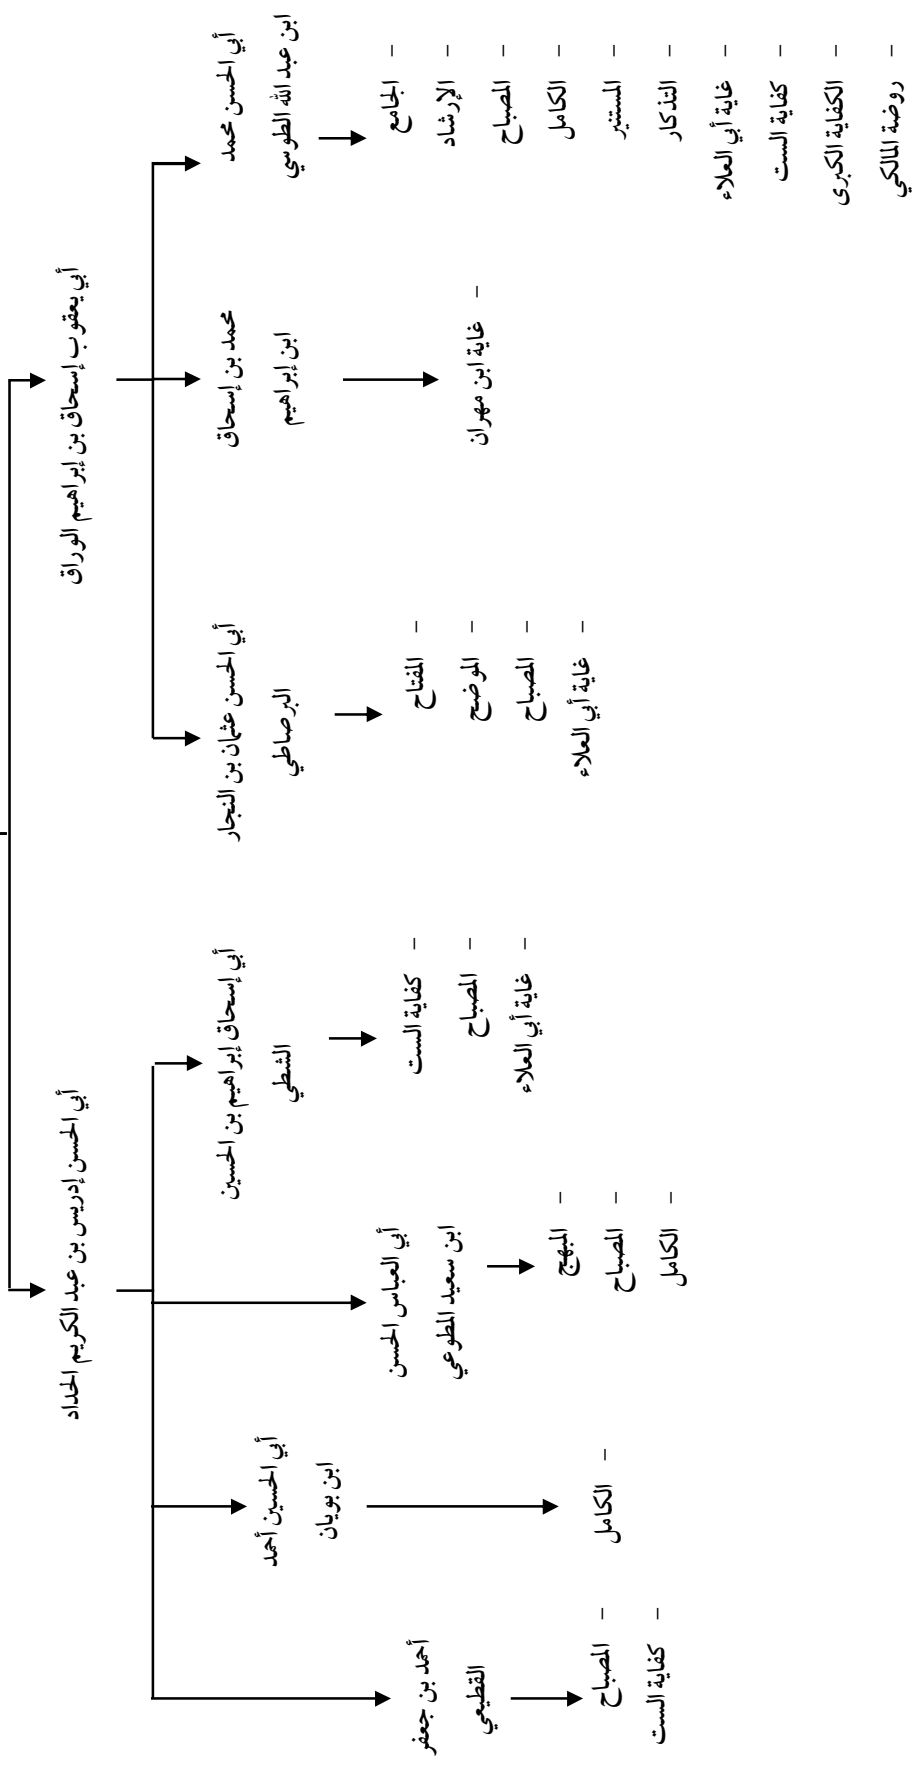 أبي يعقوب إسحاق بن إبراهيم الوراق
أبي الحسن محمد
ابن عبد الله الطوسي
– الجامع
– الإرشاد
– المصباح
– الكامل
– المستنير
– التذكار
– غاية أبي العلاء
– كفاية الست
– الكفاية الكبرى
– روضة المالكي
محمد بن إسحاق
ابن إبراهيم
– غاية ابن مهران
أبي الحسن عثمان بن النجار
البرصاطي
– المفتاح
– الموضح
– المصباح
– غاية أبي العلاء
أبي الحسن إدريس بن عبد الكريم الحداد
أبي إسحاق إبراهيم بن الحسين
الشطي
– كفاية الست
– المصباح
– غاية أبي العلاء
أبي العباس الحسن
ابن سعيد المطوعي
– المبهج
– المصباح
– الكامل
أبي الحسين أحمد
ابن بويان
– الكامل
أحمد بن جعفر
القطيعي
– المصباح
– كفاية الست